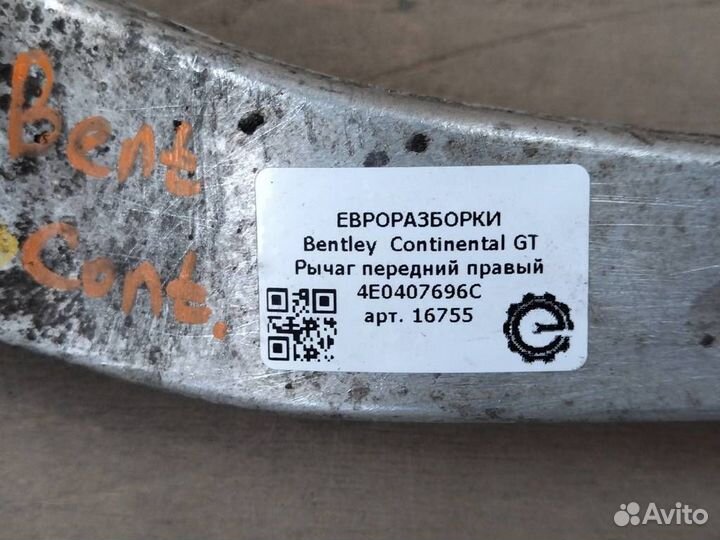 Bent
Cont.
ЕВРОРАЗБОРКИ
Bentley Continental GT
Рычаг передний правый
4E0407696C
арт. 16755
Avito